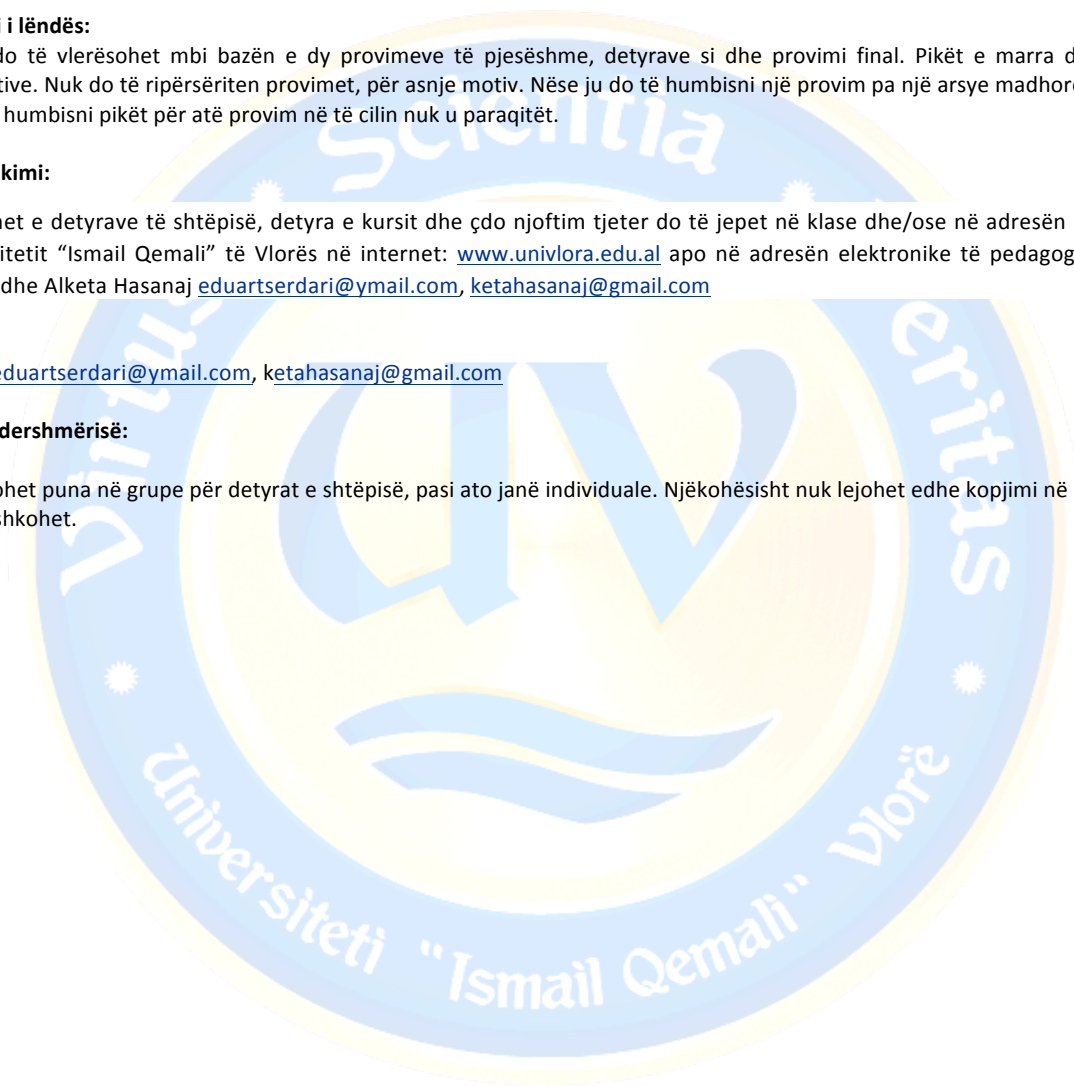 i i lëndës:
do të vlerësohet mbi bazën e dy provimeve të pjesëshme, detyrave si dhe provimi final. Pikët e marra d
tive. Nuk do të ripërsëriten provimet, për asnje motiv. Nëse ju do të humbisni një provim pa një arsye madhor
humbisni pikët për atë provim në të cilin nuk u paraqitët.
kimi:
et e detyrave të shtëpisë, detyra e kursit dhe çdo njoftim tjeter do të jepet në klase dhe/ose në adresën
itetit “Ismail Qemali” të Vlorës në internet: www.univlora.edu.al apo në adresën elektronike të pedagog
dhe Alketa Hasanaj eduartserdari@ymail.com, ketahasanaj@gmail.com
eduartserdari@ymail.com, ketahasanaj@gmail.com
dershmërisë:
ohet puna në grupe për detyrat e shtëpisë, pasi ato janë individuale. Njëkohësisht nuk lejohet edhe kopjimi në
shkohet.
Virtus Scientia Veritas
uv
Universiteti "Ismail Qemali" Vlorë